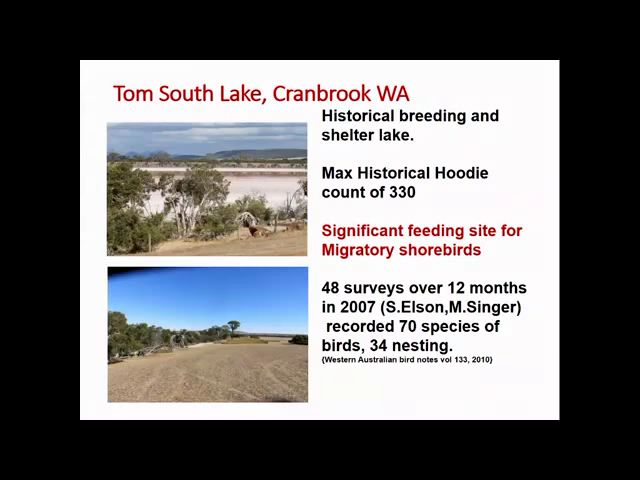 Tom South Lake, Cranbrook WA
Historical breeding and
shelter lake.
Max Historical Hoodie
count of 330
Significant feeding site for
Migratory shorebirds
48 surveys over 12 months
in 2007 (S.Elson,M.Singer)
recorded 70 species of
birds, 34 nesting.
{Western Australian bird notes vol 133, 2010}